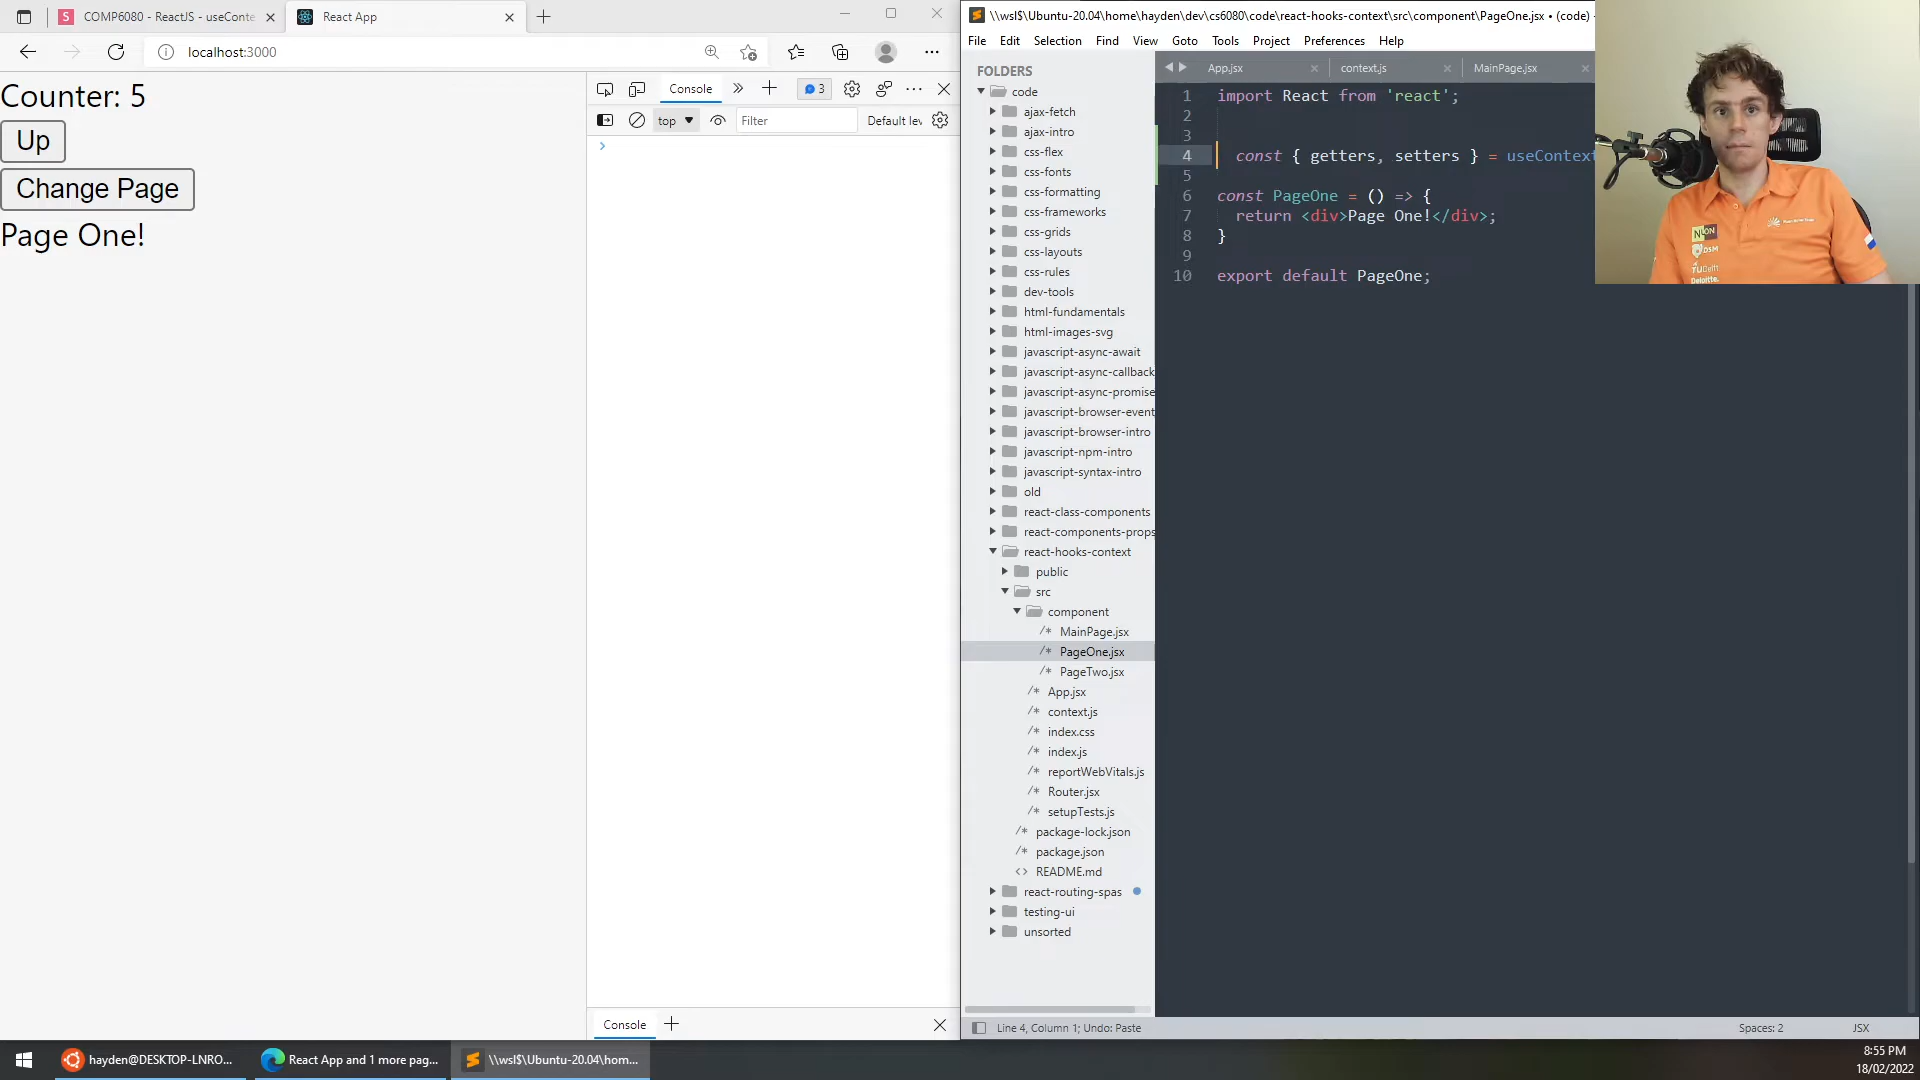 COMP6080 - ReactJS - useConte
React App
localhost:3000
Counter: 5
Up
Change Page
Page One!
Console
3
top
Filter
Default lev
Console
\\wsl$\Ubuntu-20.04\home\hayden\dev\cs6080\code\react-hooks-context\src\component\PageOne.jsx • (code) -
File Edit Selection Find View Goto Tools Project Preferences Help
FOLDERS
code
ajax-fetch
ajax-intro
css-flex
css-fonts
css-formatting
css-frameworks
css-grids
css-layouts
css-rules
dev-tools
html-fundamentals
html-images-svg
javascript-async-await
javascript-async-callback
javascript-async-promise
javascript-browser-event
javascript-browser-intro
javascript-npm-intro
javascript-syntax-intro
old
react-class-components
react-components-props
react-hooks-context
public
src
component
/* MainPage.jsx
/* PageOne.jsx
/* PageTwo.jsx
/* App.jsx
/* context.js
/* index.css
/* index.js
/* reportWebVitals.js
/* Router.jsx
/* setupTests.js
/* package-lock.json
/* package.json
<> README.md
react-routing-spas
testing-ui
unsorted
App.jsx
context.js
MainPage.jsx
1 import React from 'react';
2
3
4 const { getters, setters } = useContext
5
6 const PageOne = () => {
7 return <div>Page One!</div>;
8 }
9
10 export default PageOne;
DSM
TUDelft
Deloitte.
Line 4, Column 1; Undo: Paste
Spaces: 2
JSX
hayden@DESKTOP-LNRO...
React App and 1 more pag...
\\wsl$\Ubuntu-20.04\hom...
8:55 PM
18/02/2022